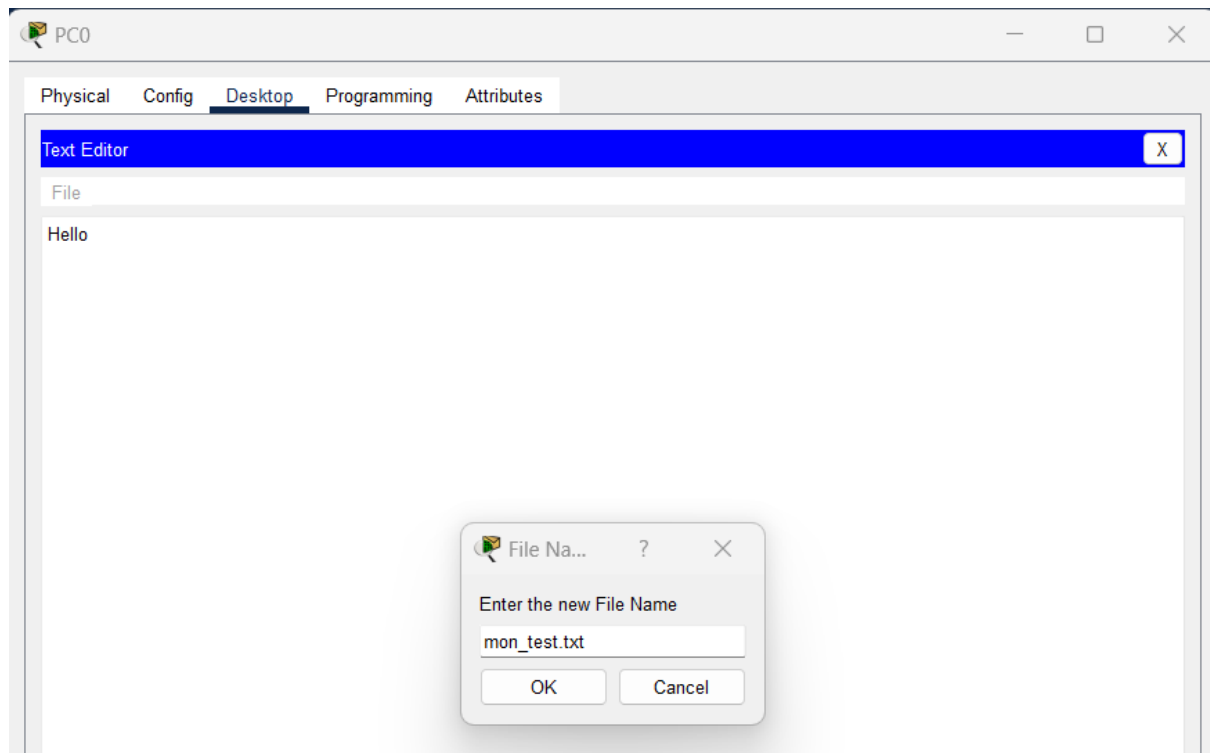 PC0
Physical Config Desktop Programming Attributes
Text Editor X
File
Hello
File Na... ?
Enter the new File Name
mon_test.txt
OK Cancel